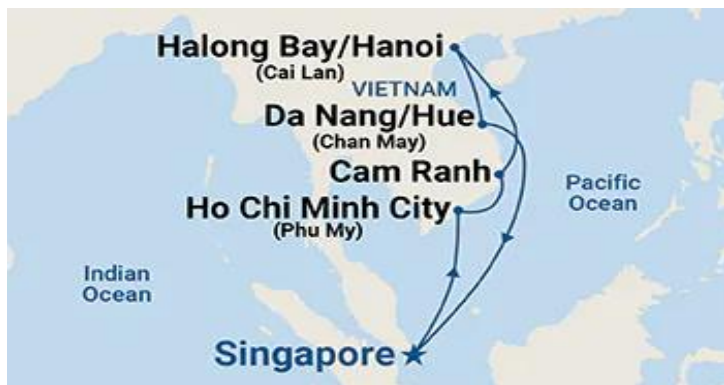 Halong Bay/Hanoi
(Cai Lan)
VIETNAM
Da Nang/Hue
(Chan May)
Cam Ranh
Pacific
Ocean
Ho Chi Minh City
(Phu My)
Indian
Ocean
Singapore